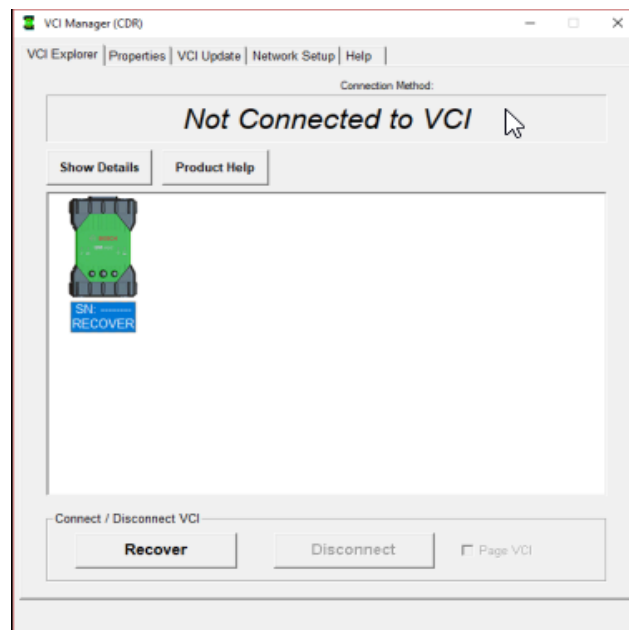 VCI Manager (CDR)
VCI Explorer Properties VCI Update Network Setup Help
Connection Method:
Not Connected to VCI
Show Details Product Help
BOSCH
SN: --------
RECOVER
Connect / Disconnect VCI
Recover Disconnect Page VCI